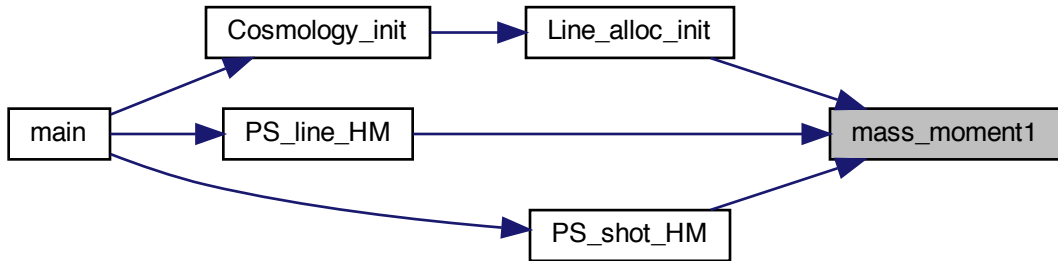 Cosmology_init
Line_alloc_init
main
PS_line_HM
mass_moment1
PS_shot_HM